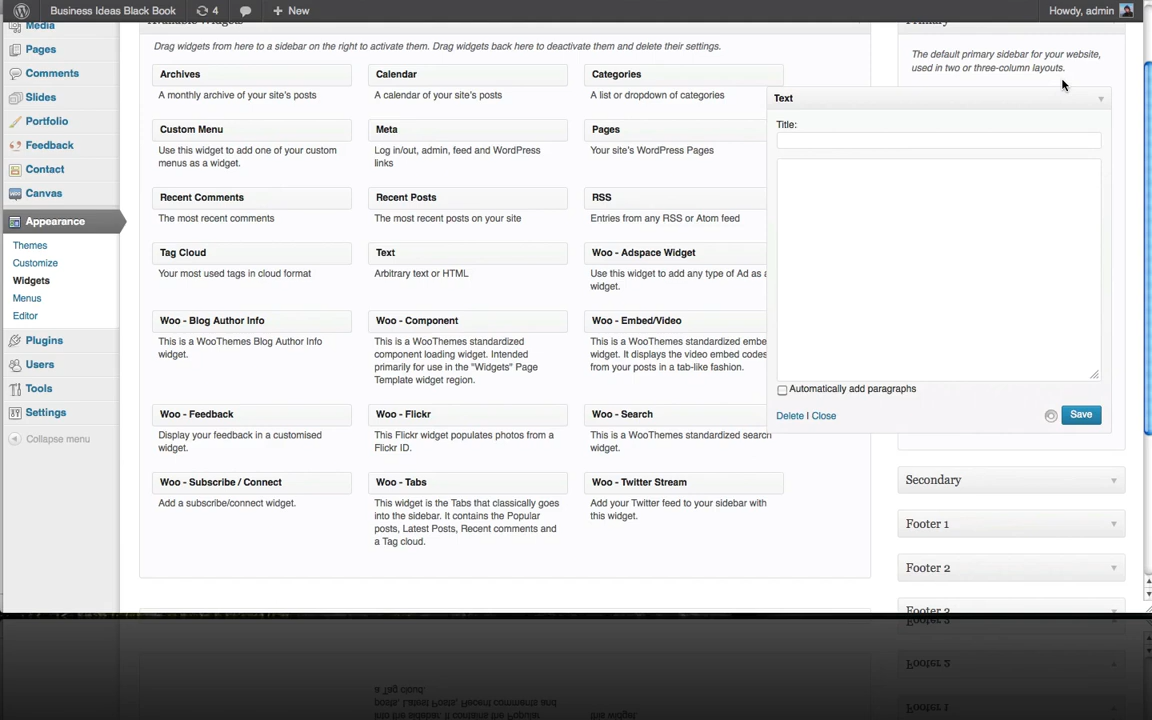 Business Ideas Black Book
4
New
Howdy, admin
Media
Pages
Comments
Slides
Portfolio
Feedback
Contact
Canvas
Appearance
Themes
Customize
Widgets
Menus
Editor
Plugins
Users
Tools
Settings
Collapse menu
Available Widgets
Drag widgets from here to a sidebar on the right to activate them. Drag widgets back here to deactivate them and delete their settings.
Archives
A monthly archive of your site's posts
Calendar
A calendar of your site's posts
Categories
A list or dropdown of categories
Custom Menu
Use this widget to add one of your custom
menus as a widget.
Meta
Log in/out, admin, feed and WordPress
links
Pages
Your site's WordPress Pages
Recent Comments
The most recent comments
Recent Posts
The most recent posts on your site
RSS
Entries from any RSS or Atom feed
Tag Cloud
Your most used tags in cloud format
Text
Arbitrary text or HTML
Woo - Adspace Widget
Use this widget to add any type of Ad as a
widget.
Woo - Blog Author Info
This is a WooThemes Blog Author Info
widget.
Woo - Component
This is a WooThemes standardized
component loading widget. Intended
primarily for use in the "Widgets" Page
Template widget region.
Woo - Embed/Video
This is a WooThemes standardized embe
widget. It displays the video embed codes
from your posts in a tab-like fashion.
Woo - Feedback
Display your feedback in a customised
widget.
Woo - Flickr
This Flickr widget populates photos from a
Flickr ID.
Woo - Search
This is a WooThemes standardized search
widget.
Woo - Subscribe / Connect
Add a subscribe/connect widget.
Woo - Tabs
This widget is the Tabs that classically goes
into the sidebar. It contains the Popular
posts, Latest Posts, Recent comments and
a Tag cloud.
Woo - Twitter Stream
Add your Twitter feed to your sidebar with
this widget.
Primary
The default primary sidebar for your website,
used in two or three-column layouts.
Text
Title:
Automatically add paragraphs
Delete | Close
Save
Secondary
Footer 1
Footer 2
Footer 3